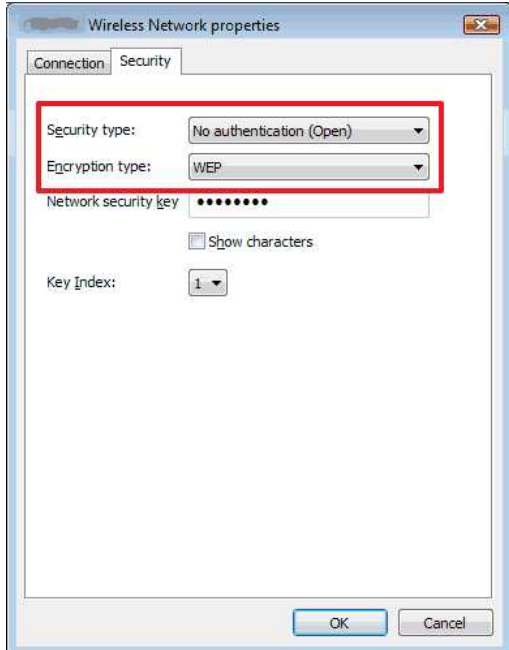 Wireless Network properties
Connection Security
Security type: No authentication (Open)
Encryption type: WEP
Network security key ●●●●●●●●
Show characters
Key Index: 1
OK Cancel